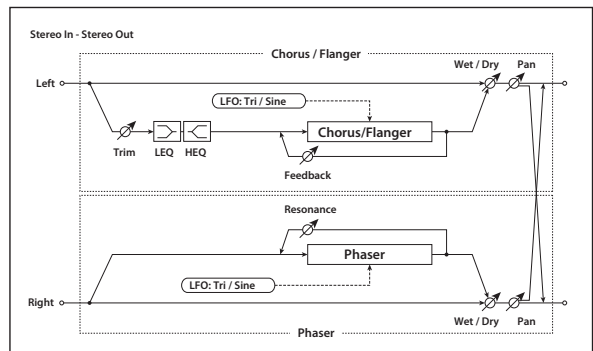 Stereo In - Stereo Out
Chorus / Flanger
Wet / Dry
Pan
Left
LFO: Tri / Sine
Chorus/Flanger
Trim
LEQ
HEQ
Feedback
Resonance
Phaser
LFO: Tri / Sine
Right
Wet / Dry
Pan
Phaser